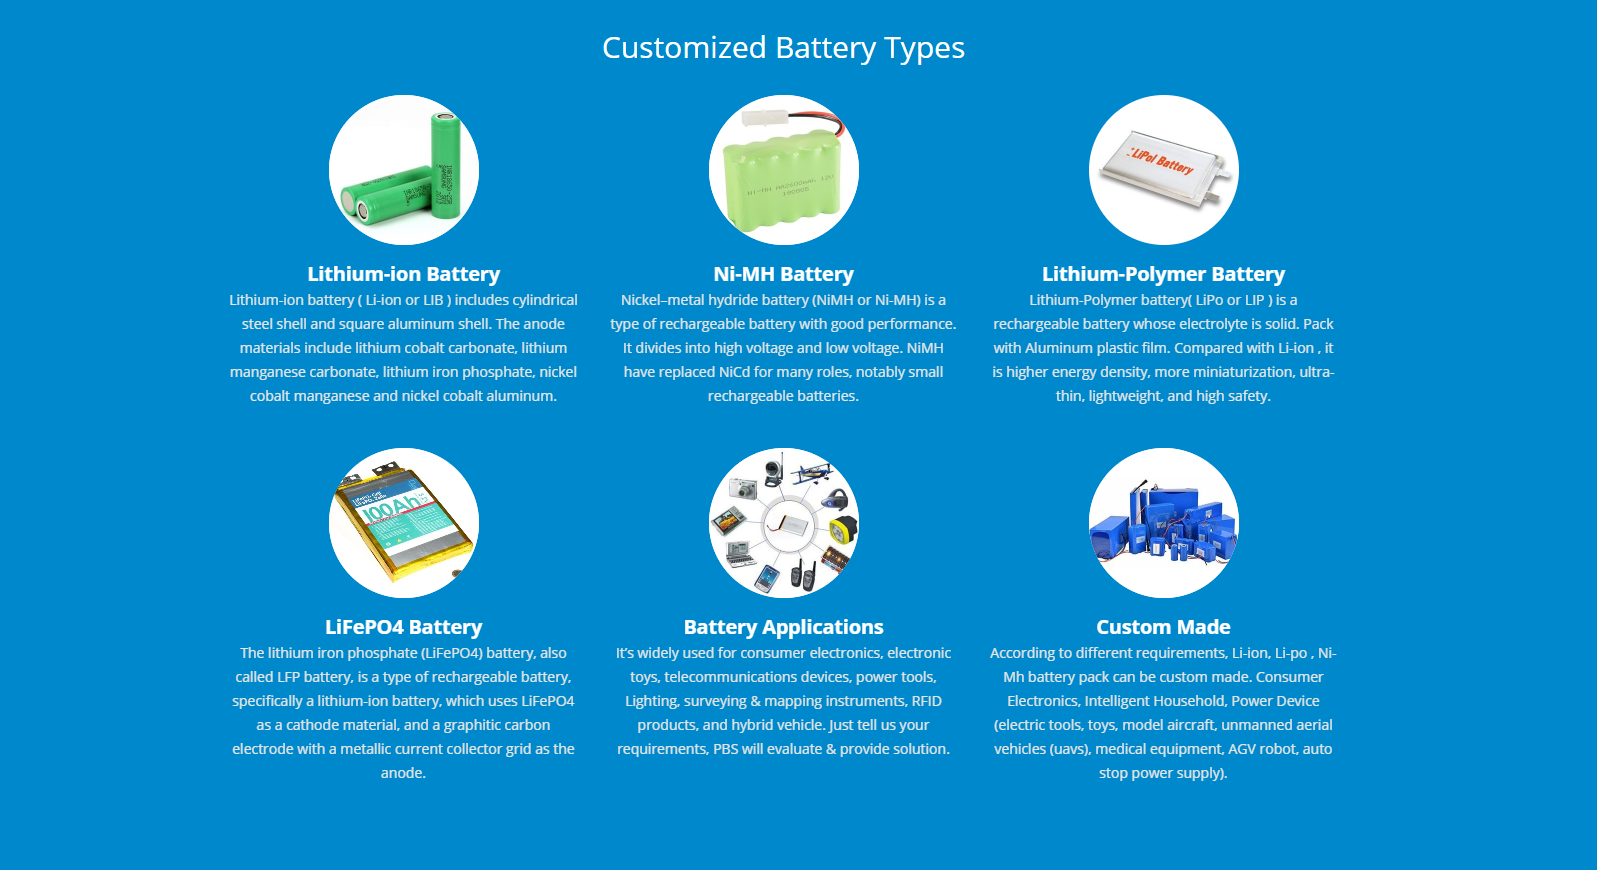 Customized Battery Types
LiPol Battery
Ni-MH AA2600mAh 12V
Lithium-ion Battery
Lithium-ion battery ( Li-ion or LIB ) includes cylindrical
steel shell and square aluminum shell. The anode
materials include lithium cobalt carbonate, lithium
manganese carbonate, lithium iron phosphate, nickel
cobalt manganese and nickel cobalt aluminum.
Ni-MH Battery
Nickel–metal hydride battery (NiMH or Ni-MH) is a
type of rechargeable battery with good performance.
It divides into high voltage and low voltage. NiMH
have replaced NiCd for many roles, notably small
rechargeable batteries.
Lithium-Polymer Battery
Lithium-Polymer battery( LiPo or LIP ) is a
rechargeable battery whose electrolyte is solid. Pack
with Aluminum plastic film. Compared with Li-ion , it
is higher energy density, more miniaturization, ultra-
thin, lightweight, and high safety.
100Ah
LiFePO4 Battery
The lithium iron phosphate (LiFePO4) battery, also
called LFP battery, is a type of rechargeable battery,
specifically a lithium-ion battery, which uses LiFePO4
as a cathode material, and a graphitic carbon
electrode with a metallic current collector grid as the
anode.
Battery Applications
It’s widely used for consumer electronics, electronic
toys, telecommunications devices, power tools,
Lighting, surveying & mapping instruments, RFID
products, and hybrid vehicle. Just tell us your
requirements, PBS will evaluate & provide solution.
Custom Made
According to different requirements, Li-ion, Li-po , Ni-
Mh battery pack can be custom made. Consumer
Electronics, Intelligent Household, Power Device
(electric tools, toys, model aircraft, unmanned aerial
vehicles (uavs), medical equipment, AGV robot, auto
stop power supply).